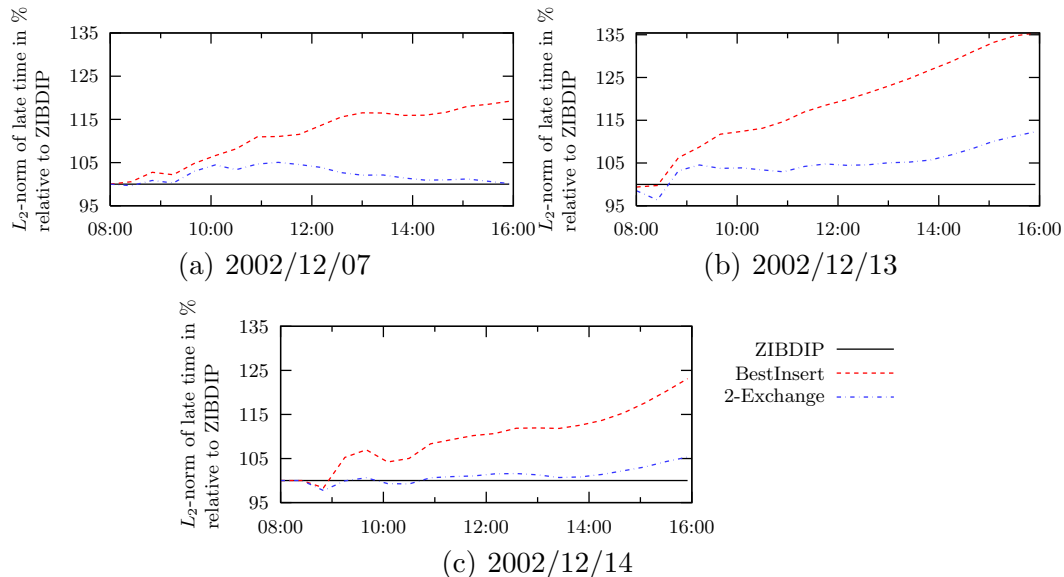 L₂-norm of late time in %
relative to ZIBDIP
135
125
115
105
95
08:00 10:00 12:00 14:00 16:00
(a) 2002/12/07
L₂-norm of late time in %
relative to ZIBDIP
135
125
115
105
95
08:00 10:00 12:00 14:00 16:00
(b) 2002/12/13
L₂-norm of late time in %
relative to ZIBDIP
135
125
115
105
95
08:00 10:00 12:00 14:00 16:00
(c) 2002/12/14
ZIBDIP
BestInsert
2-Exchange